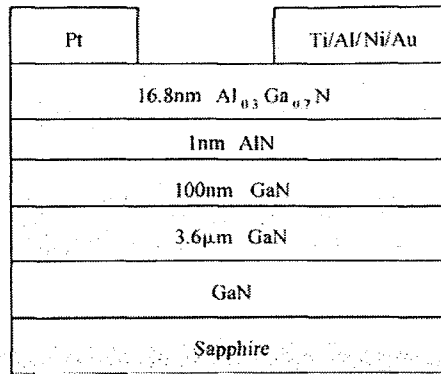 Pt
Ti/Al/Ni/Au
16.8nm Al₀.₃Ga₀.₇N
1nm AlN
100nm GaN
3.6μm GaN
GaN
Sapphire